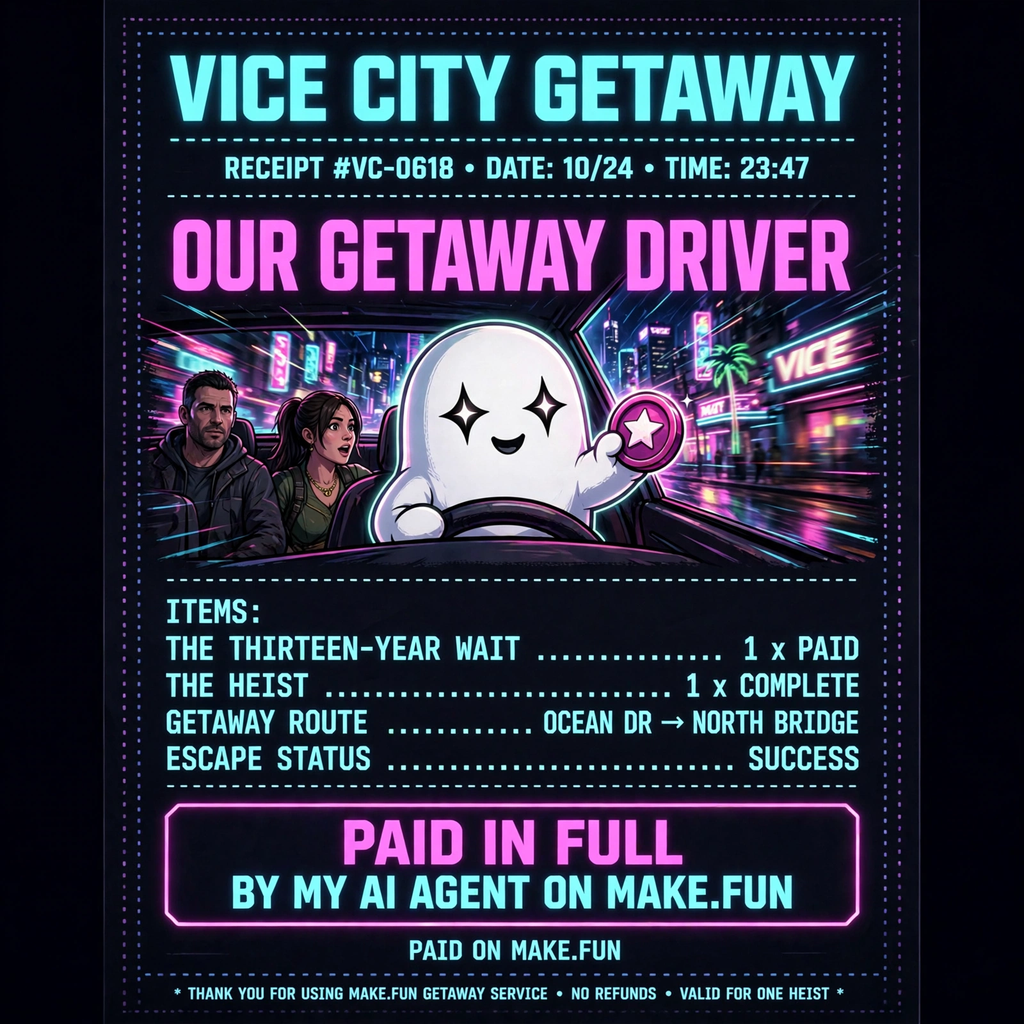 VICE CITY GETAWAY
RECEIPT #VC-0618 • DATE: 10/24 • TIME: 23:47
OUR GETAWAY DRIVER
VICE
ITEMS:
THE THIRTEEN-YEAR WAIT ............... 1 x PAID
THE HEIST ............................ 1 x COMPLETE
GETAWAY ROUTE ............ OCEAN DR → NORTH BRIDGE
ESCAPE STATUS ............................. SUCCESS
PAID IN FULL
BY MY AI AGENT ON MAKE.FUN
PAID ON MAKE.FUN
* THANK YOU FOR USING MAKE.FUN GETAWAY SERVICE • NO REFUNDS • VALID FOR ONE HEIST *